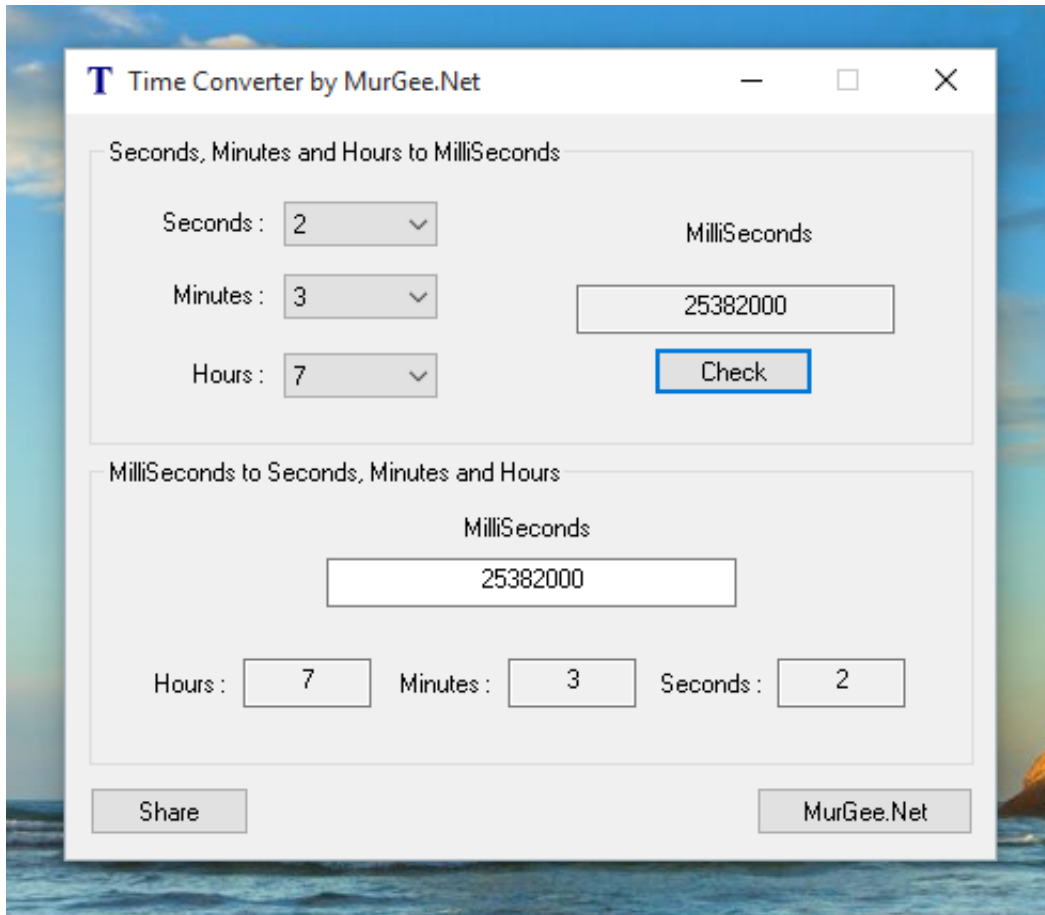 T Time Converter by MurGee.Net
Seconds, Minutes and Hours to MilliSeconds
Seconds : 2
MilliSeconds
Minutes : 3
25382000
Hours : 7
Check
MilliSeconds to Seconds, Minutes and Hours
MilliSeconds
25382000
Hours : 7 Minutes : 3 Seconds : 2
Share MurGee.Net